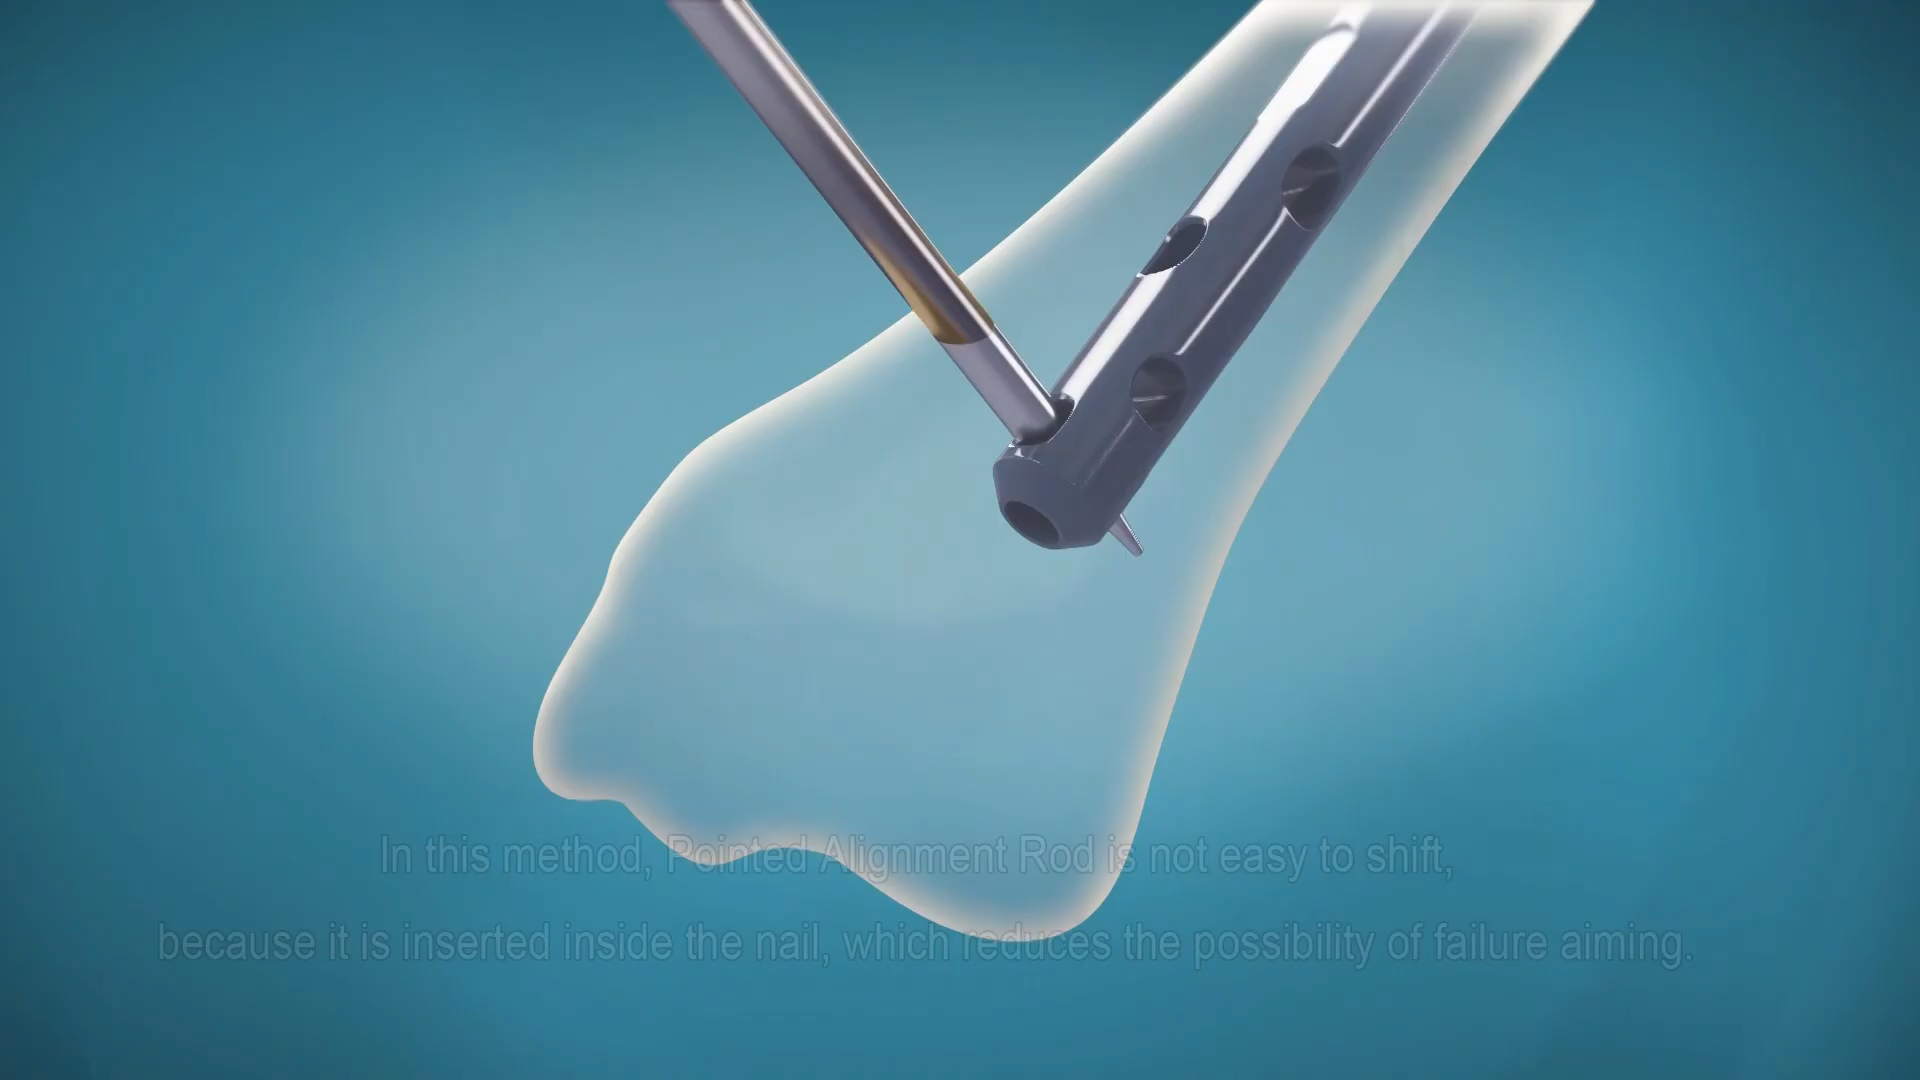 In this method, Pointed Alignment Rod is not easy to shift,
because it is inserted inside the nail, which reduces the possibility of failure aiming.